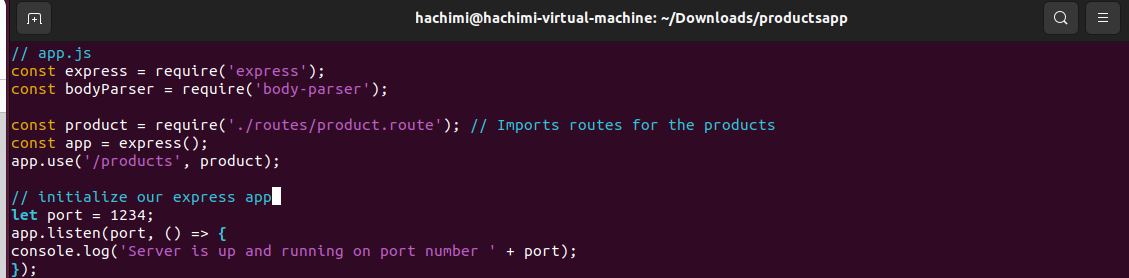 hachimi@hachimi-virtual-machine: ~/Downloads/productsapp
// app.js
const express = require('express');
const bodyParser = require('body-parser');
const product = require('./routes/product.route'); // Imports routes for the products
const app = express();
app.use('/products', product);
// initialize our express app
let port = 1234;
app.listen(port, () => {
console.log('Server is up and running on port number ' + port);
});